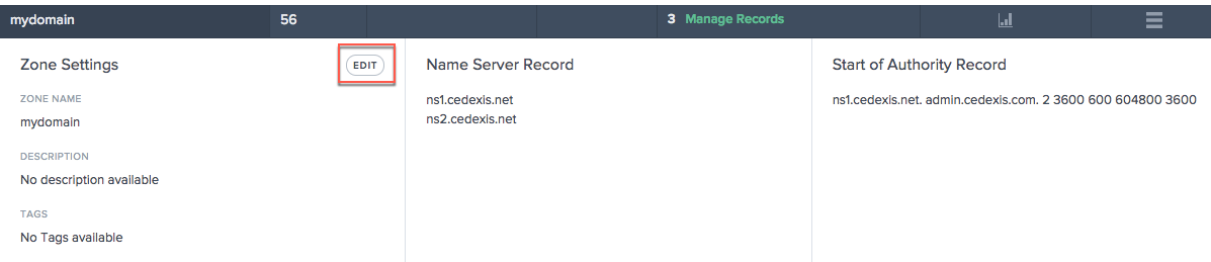 mydomain 56 3 Manage Records
Zone Settings EDIT
ZONE NAME
mydomain
DESCRIPTION
No description available
TAGS
No Tags available
Name Server Record
ns1.cedexis.net
ns2.cedexis.net
Start of Authority Record
ns1.cedexis.net. admin.cedexis.com. 2 3600 600 604800 3600